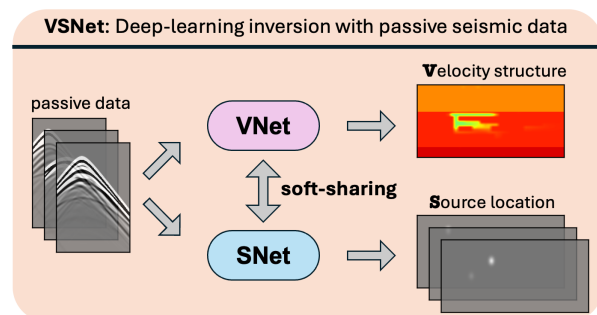 VSNet: Deep-learning inversion with passive seismic data
Velocity structure
passive data
VNet
soft-sharing
Source location
SNet